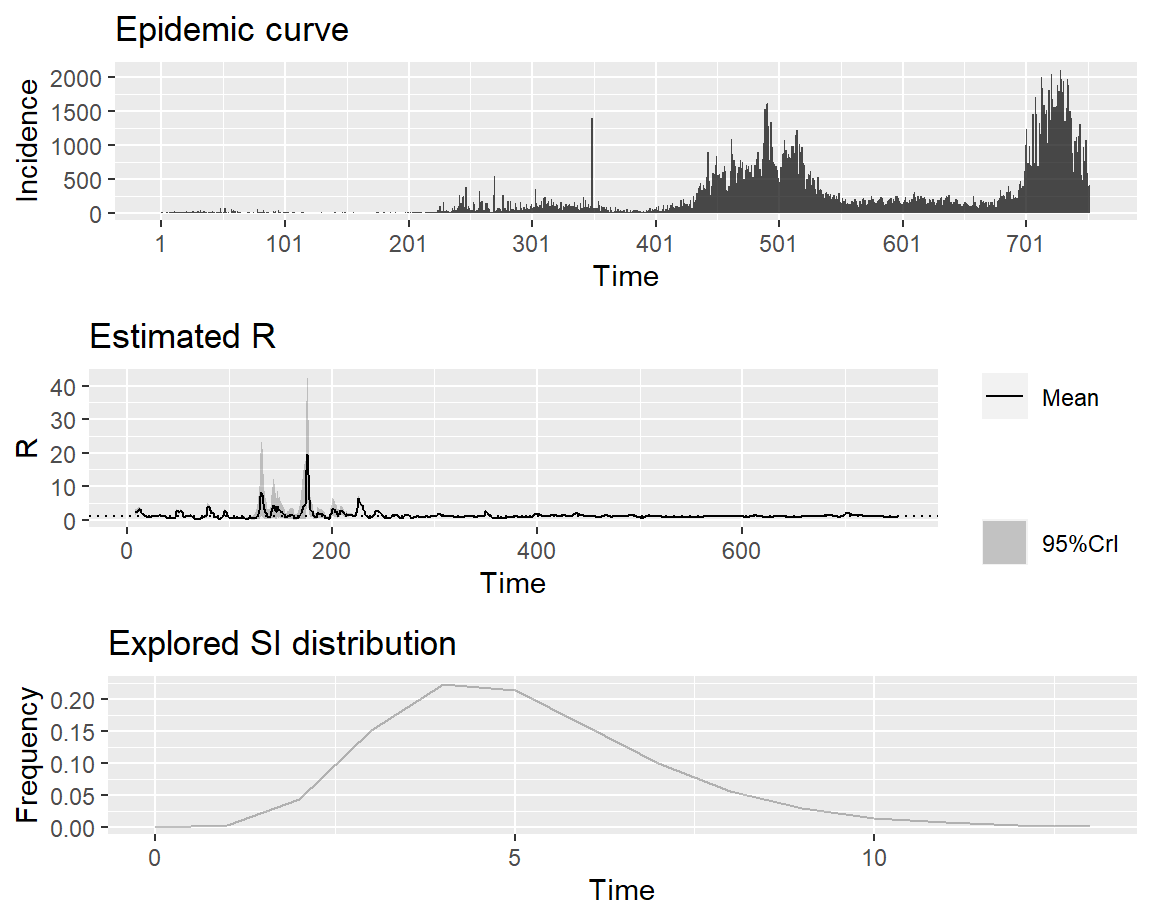 Epidemic curve
2000
1500
1000
500
0
Incidence
1 101 201 301 401 501 601 701
Time
Estimated R
40
30
20
10
0
R
0 200 400 600
Time
Mean
95%CrI
Explored SI distribution
0.20
0.15
0.10
0.05
0.00
Frequency
0 5 10
Time